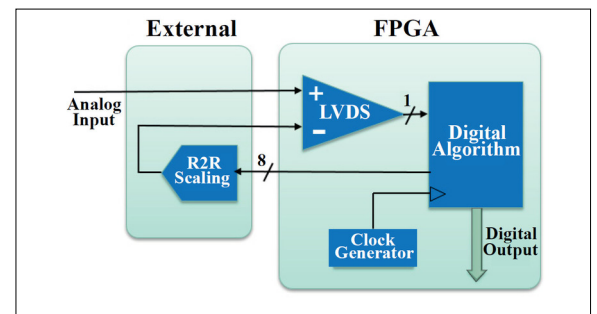 External
FPGA
Analog
Input
+
LVDS
−
1
Digital
Algorithm
R2R
Scaling
8
Clock
Generator
Digital
Output